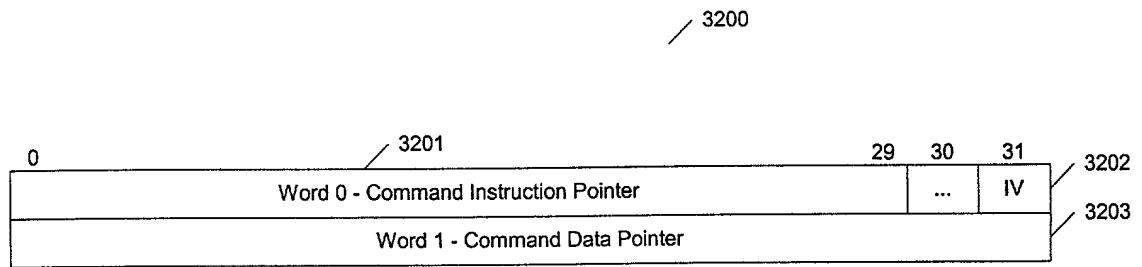 3200
3201
0 29 30 31
3202
Word 0 - Command Instruction Pointer ... IV
3203
Word 1 - Command Data Pointer